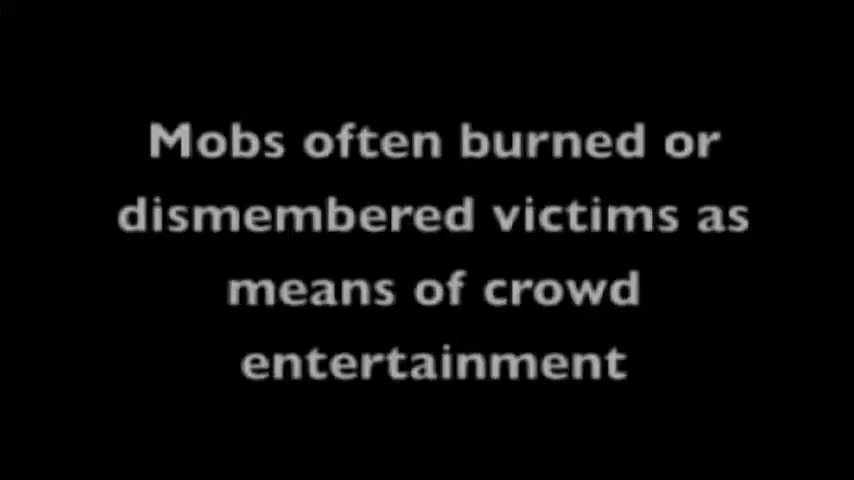 Mobs often burned or
dismembered victims as
means of crowd
entertainment